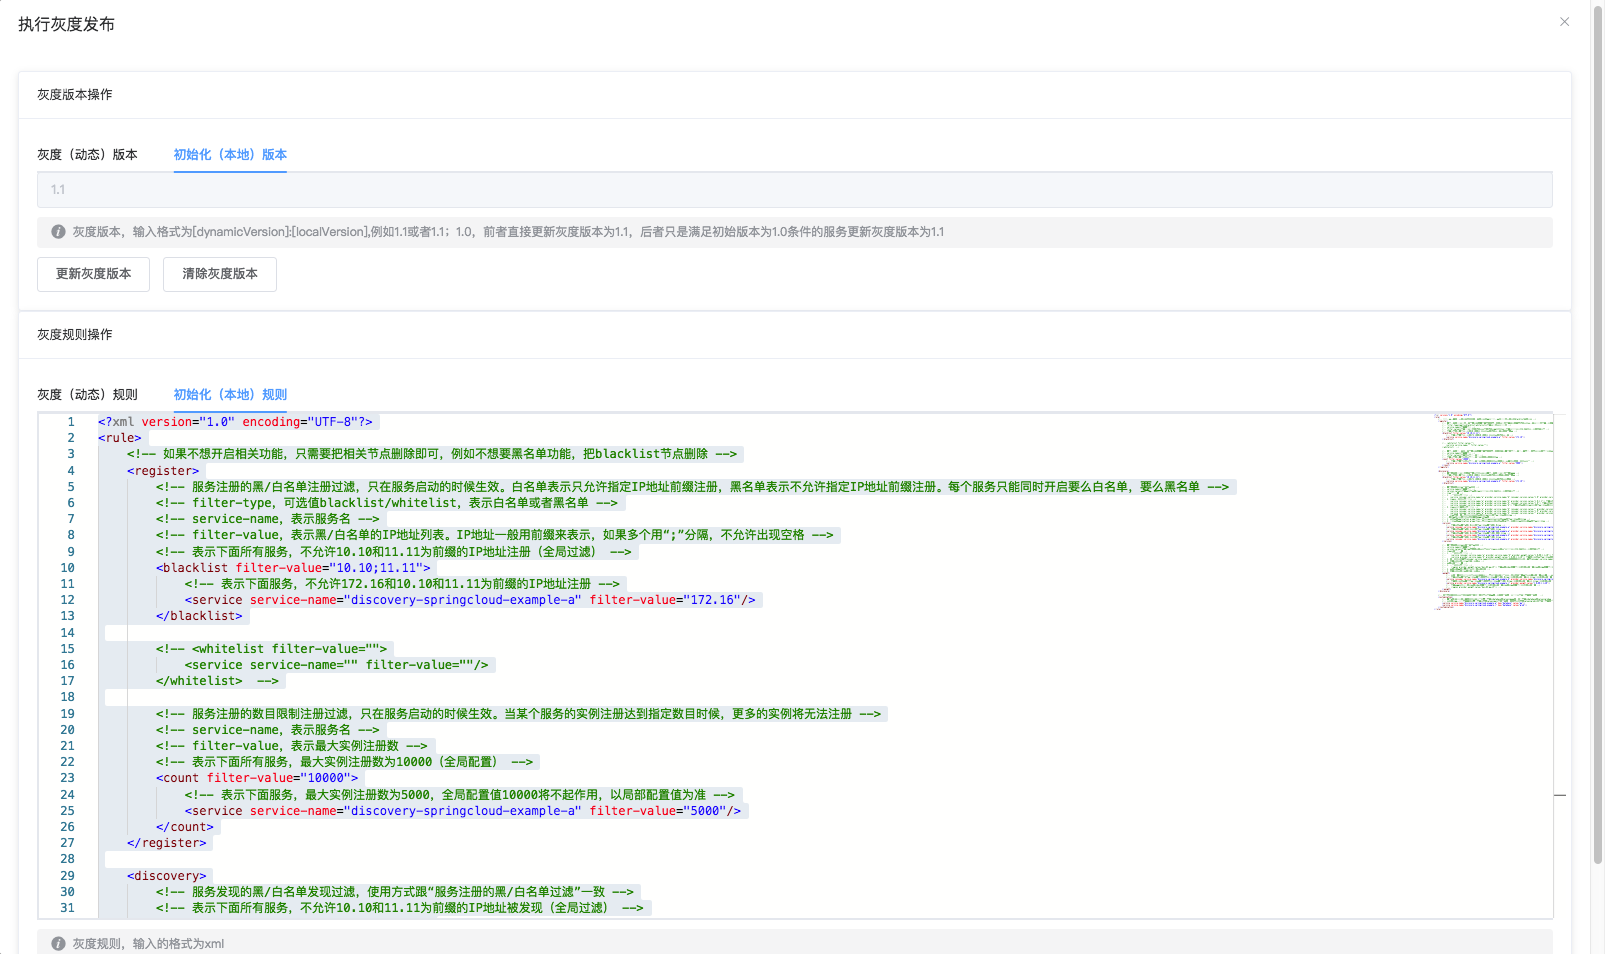 执行灰度发布
灰度版本操作
灰度（动态）版本 初始化（本地）版本
1.1
灰度版本，输入格式为[dynamicVersion]:[localVersion],例如1.1或者1.1；1.0，前者直接更新灰度版本为1.1，后者只是满足初始版本为1.0条件的服务更新灰度版本为1.1
更新灰度版本 清除灰度版本
灰度规则操作
灰度（动态）规则 初始化（本地）规则
1 <?xml version="1.0" encoding="UTF-8"?>
2 <rule>
3 <!-- 如果不想开启相关功能，只需要把相关节点删除即可，例如不想要黑名单功能，把blacklist节点删除 -->
4 <register>
5 <!-- 服务注册的黑/白名单注册过滤，只在服务启动的时候生效。白名单表示只允许指定IP地址前缀注册，黑名单表示不允许指定IP地址前缀注册。每个服务只能同时开启要么白名单，要么黑名单 -->
6 <!-- filter-type，可选值blacklist/whitelist，表示白名单或者黑名单 -->
7 <!-- service-name，表示服务名 -->
8 <!-- filter-value，表示黑/白名单的IP地址列表。IP地址一般用前缀来表示，如果多个用“;”分隔，不允许出现空格 -->
9 <!-- 表示下面所有服务，不允许10.10和11.11为前缀的IP地址注册（全局过滤） -->
10 <blacklist filter-value="10.10;11.11">
11 <!-- 表示下面服务，不允许172.16和10.10和11.11为前缀的IP地址注册 -->
12 <service service-name="discovery-springcloud-example-a" filter-value="172.16"/>
13 </blacklist>
14
15 <!-- <whitelist filter-value="">
16 <service service-name="" filter-value=""/>
17 </whitelist> -->
18
19 <!-- 服务注册的数目限制注册过滤，只在服务启动的时候生效。当某个服务的实例注册达到指定数目时候，更多的实例将无法注册 -->
20 <!-- service-name，表示服务名 -->
21 <!-- filter-value，表示最大实例注册数 -->
22 <!-- 表示下面所有服务，最大实例注册数为10000（全局配置） -->
23 <count filter-value="10000">
24 <!-- 表示下面服务，最大实例注册数为5000，全局配置值10000将不起作用，以局部配置值为准 -->
25 <service service-name="discovery-springcloud-example-a" filter-value="5000"/>
26 </count>
27 </register>
28
29 <discovery>
30 <!-- 服务发现的黑/白名单发现过滤，使用方式跟“服务注册的黑/白名单过滤”一致 -->
31 <!-- 表示下面所有服务，不允许10.10和11.11为前缀的IP地址被发现（全局过滤） -->
灰度规则，输入的格式为xml